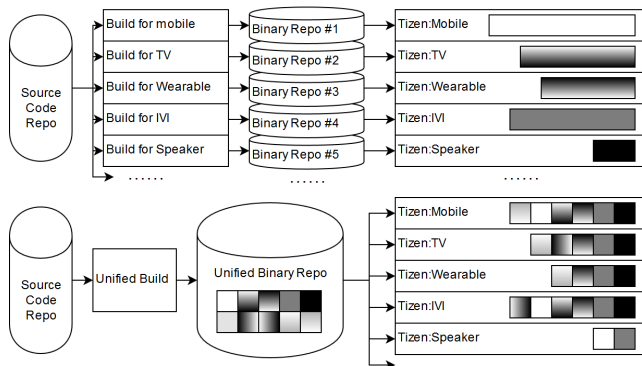 Source
Code
Repo
Build for mobile
Build for TV
Build for Wearable
Build for IVI
Build for Speaker
......
Binary Repo #1
Binary Repo #2
Binary Repo #3
Binary Repo #4
Binary Repo #5
......
Tizen:Mobile
Tizen:TV
Tizen:Wearable
Tizen:IVI
Tizen:Speaker
......
Source
Code
Repo
Unified Build
Unified Binary Repo
Tizen:Mobile
Tizen:TV
Tizen:Wearable
Tizen:IVI
Tizen:Speaker